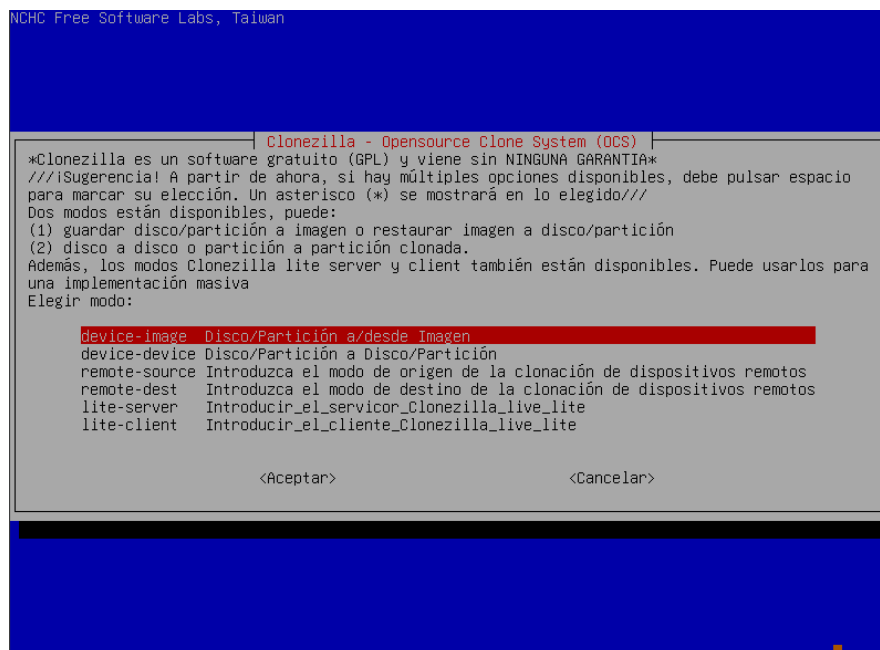 NCHC Free Software Labs, Taiwan
Clonezilla - Opensource Clone System (OCS)
*Clonezilla es un software gratuito (GPL) y viene sin NINGUNA GARANTIA*
///¡Sugerencia! A partir de ahora, si hay múltiples opciones disponibles, debe pulsar espacio
para marcar su elección. Un asterisco (*) se mostrará en lo elegido///
Dos modos están disponibles, puede:
(1) guardar disco/partición a imagen o restaurar imagen a disco/partición
(2) disco a disco o partición a partición clonada.
Además, los modos Clonezilla lite server y client también están disponibles. Puede usarlos para
una implementación masiva
Elegir modo:
device-image Disco/Partición a/desde Imagen
device-device Disco/Partición a Disco/Partición
remote-source Introduzca el modo de origen de la clonación de dispositivos remotos
remote-dest Introduzca el modo de destino de la clonación de dispositivos remotos
lite-server Introducir_el_servicor_Clonezilla_live_lite
lite-client Introducir_el_cliente_Clonezilla_live_lite
<Aceptar> <Cancelar>